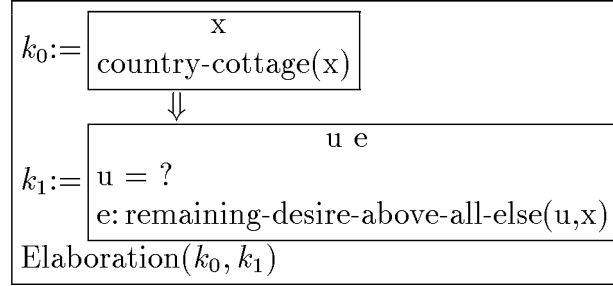 x
k₀:= country-cottage(x)
⇓
u e
k₁:= u = ?
e: remaining-desire-above-all-else(u,x)
Elaboration(k₀, k₁)